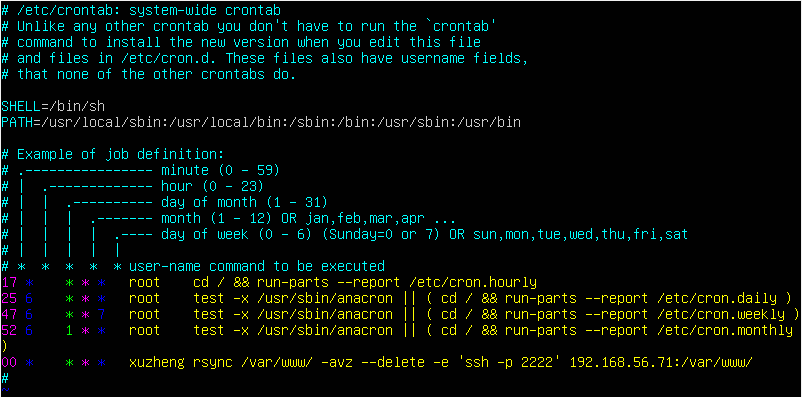 # /etc/crontab: system-wide crontab
# Unlike any other crontab you don't have to run the `crontab'
# command to install the new version when you edit this file
# and files in /etc/cron.d. These files also have username fields,
# that none of the other crontabs do.

SHELL=/bin/sh
PATH=/usr/local/sbin:/usr/local/bin:/sbin:/bin:/usr/sbin:/usr/bin

# Example of job definition:
# .---------------- minute (0 - 59)
# |  .------------- hour (0 - 23)
# |  |  .---------- day of month (1 - 31)
# |  |  |  .------- month (1 - 12) OR jan,feb,mar,apr ...
# |  |  |  |  .---- day of week (0 - 6) (Sunday=0 or 7) OR sun,mon,tue,wed,thu,fri,sat
# |  |  |  |  |
# *  *  *  *  * user-name command to be executed
17 *    * * *   root    cd / && run-parts --report /etc/cron.hourly
25 6    * * *   root    test -x /usr/sbin/anacron || ( cd / && run-parts --report /etc/cron.daily )
47 6    * * 7   root    test -x /usr/sbin/anacron || ( cd / && run-parts --report /etc/cron.weekly )
52 6    1 * *   root    test -x /usr/sbin/anacron || ( cd / && run-parts --report /etc/cron.monthly
)
00 *    * * *   xuzheng rsync /var/www/ -avz --delete -e 'ssh -p 2222' 192.168.56.71:/var/www/
#
~